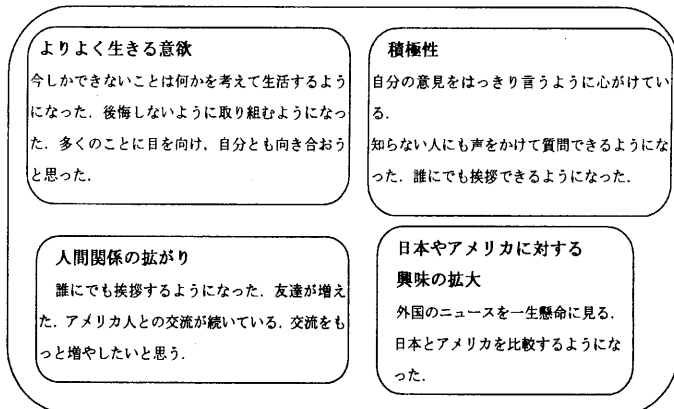 よりよく生きる意欲
今しかできないことは何かを考えて生活するよう
になった．後悔しないように取り組むようになっ
た．多くのことに目を向け，自分とも向き合おう
と思った．
積極性
自分の意見をはっきり言うように心がけてい
る．
知らない人にも声をかけて質問できるようにな
った．誰にでも挨拶できるようになった．
人間関係の拡がり
誰にでも挨拶するようになった．友達が増え
た．アメリカ人との交流が続いている．交流をも
っと増やしたいと思う．
日本やアメリカに対する
興味の拡大
外国のニュースを一生懸命に見る．
日本とアメリカを比較するようにな
った．